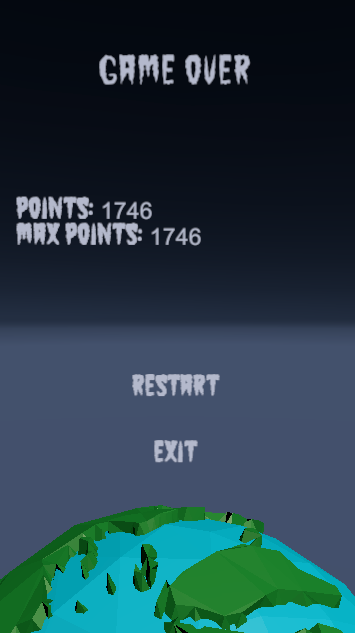 GAME OVER
POINTS: 1746
MAX POINTS: 1746
RESTART
EXIT